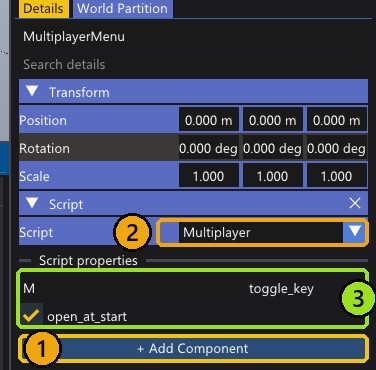 Details World Partition
MultiplayerMenu
Search details
▼ Transform
Position 0.000 m 0.000 m 0.000 m
Rotation 0.000 deg 0.000 deg 0.000 deg
Scale 1.000 1.000 1.000
▼ Script ×
Script 2 Multiplayer ▼
Script properties
M toggle_key 3
open_at_start
1 + Add Component